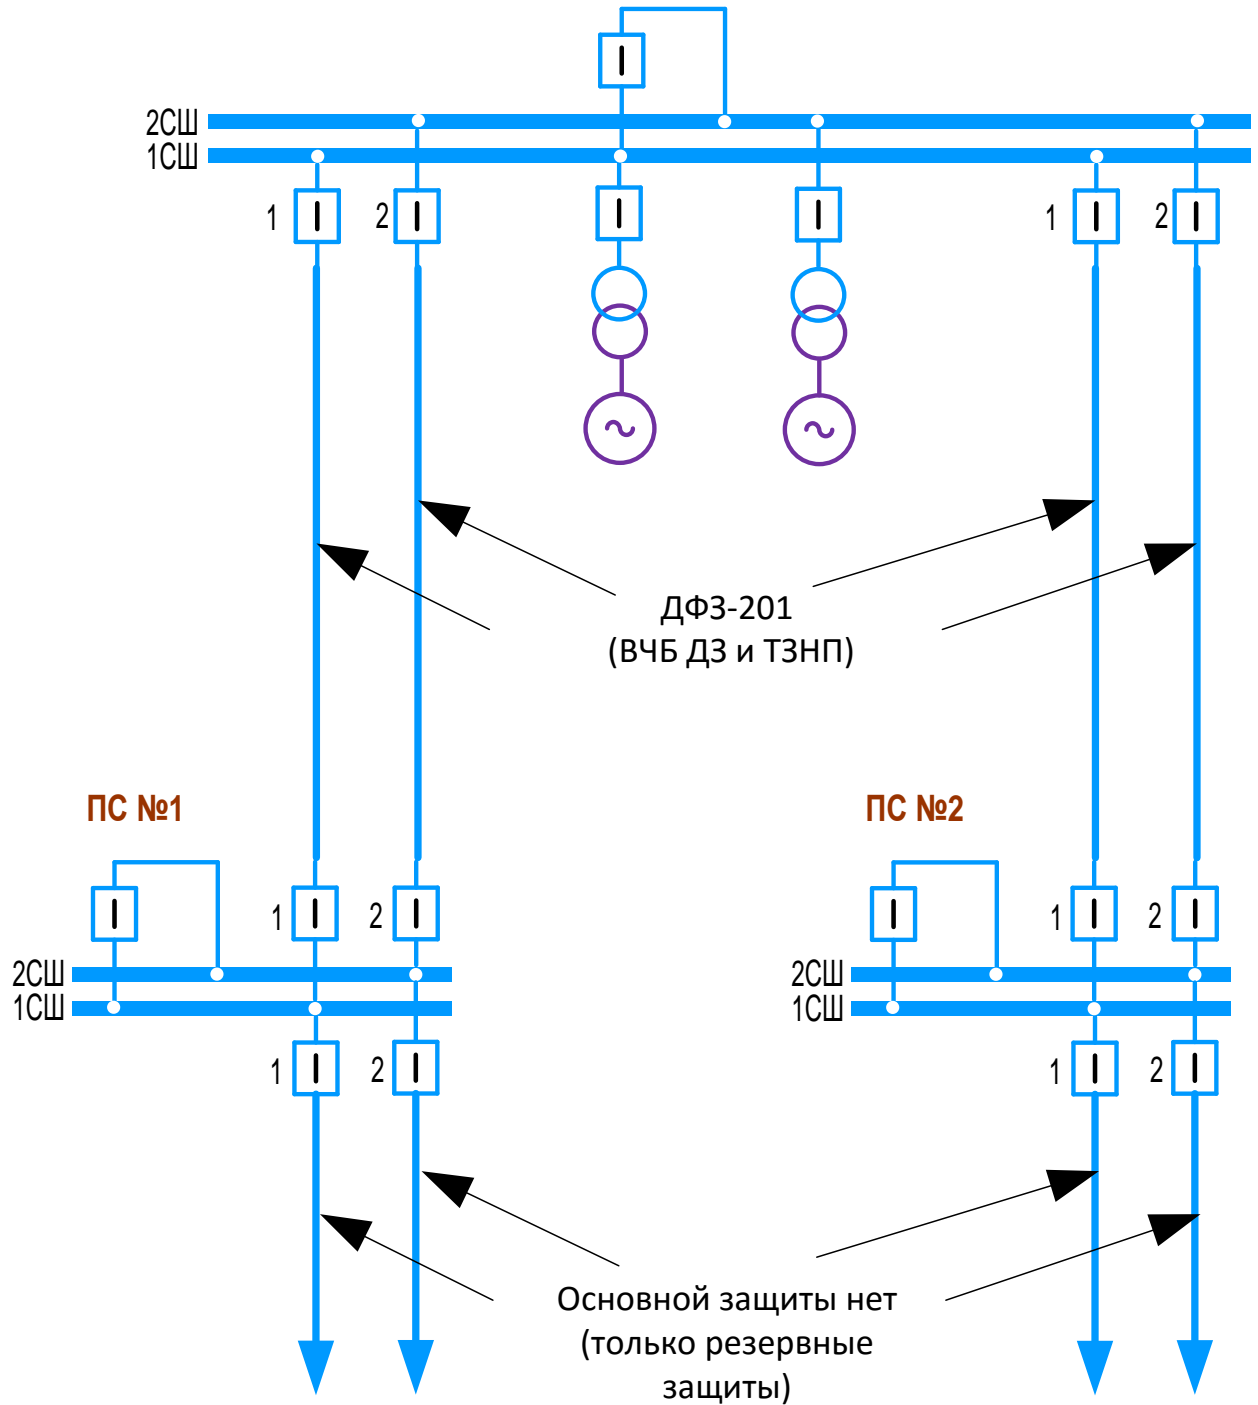 2СШ
1СШ
1
2
1
2
ДФЗ-201
(ВЧБ ДЗ и ТЗНП)
ПС №1
ПС №2
1
2
1
2
2СШ
1СШ
2СШ
1СШ
1
2
1
2
Основной защиты нет
(только резервные
защиты)